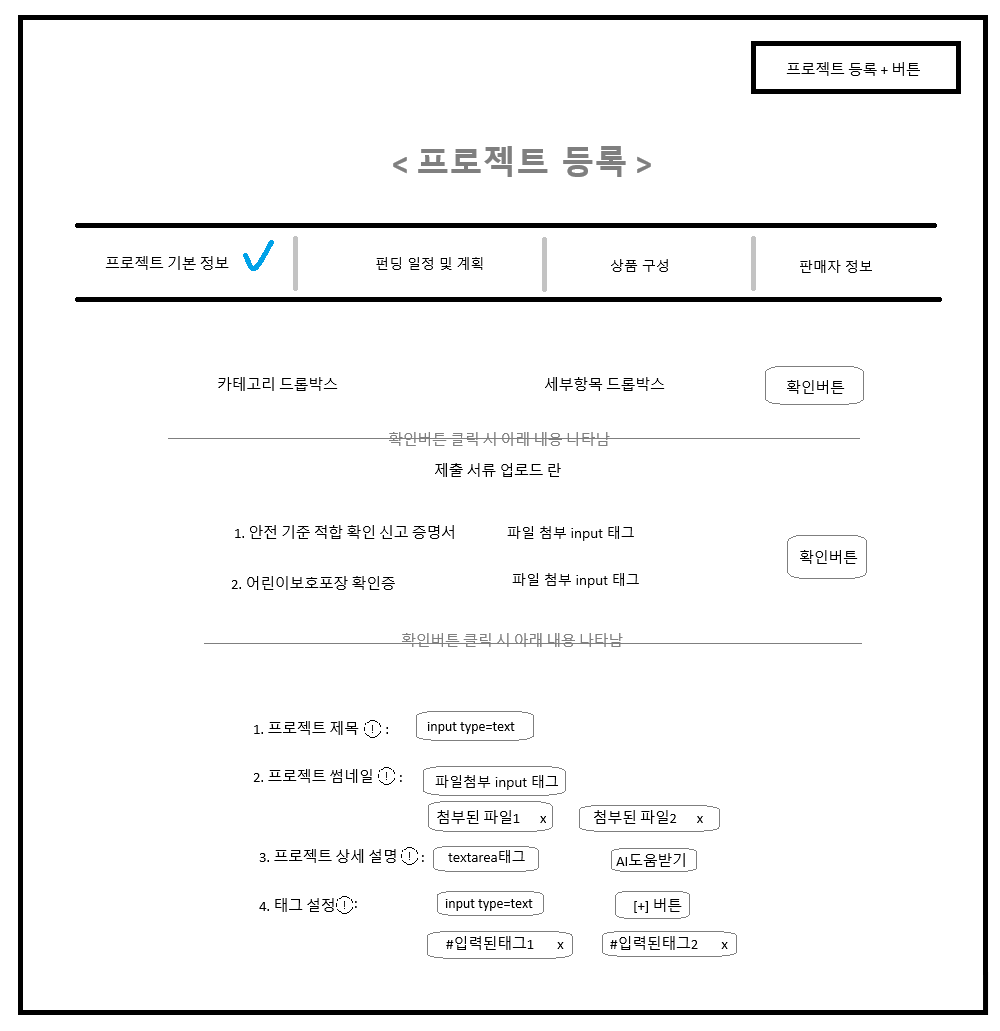 프로젝트 등록 + 버튼
< 프로젝트 등록 >
프로젝트 기본 정보 펀딩 일정 및 계획 상품 구성 판매자 정보
카테고리 드롭박스 세부항목 드롭박스 확인버튼
확인버튼 클릭 시 아래 내용 나타남
제출 서류 업로드 란
1. 안전 기준 적합 확인 신고 증명서 파일 첨부 input 태그
확인버튼
2. 어린이보호포장 확인증 파일 첨부 input 태그
확인버튼 클릭 시 아래 내용 나타남
1. 프로젝트 제목 ! : input type=text
2. 프로젝트 썸네일 ! : 파일첨부 input 태그
첨부된 파일1 x 첨부된 파일2 x
3. 프로젝트 상세 설명 ! : textarea태그 AI도움받기
4. 태그 설정 ! : input type=text [+] 버튼
#입력된태그1 x #입력된태그2 x